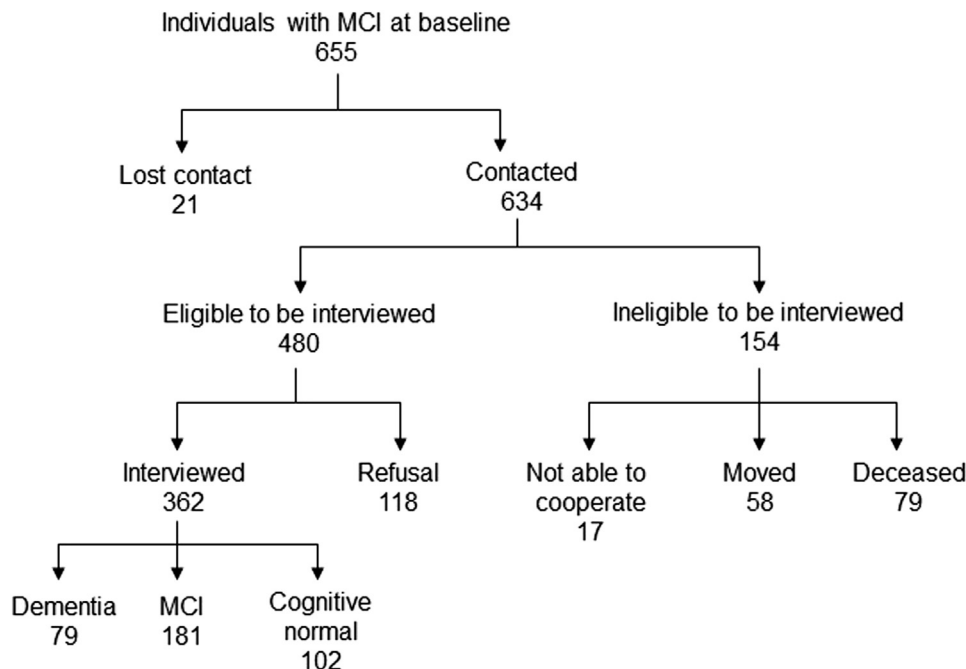 Individuals with MCI at baseline
655
Lost contact
21
Contacted
634
Eligible to be interviewed
480
Ineligible to be interviewed
154
Interviewed
362
Refusal
118
Not able to
cooperate
17
Moved
58
Deceased
79
Dementia
79
MCI
181
Cognitive
normal
102